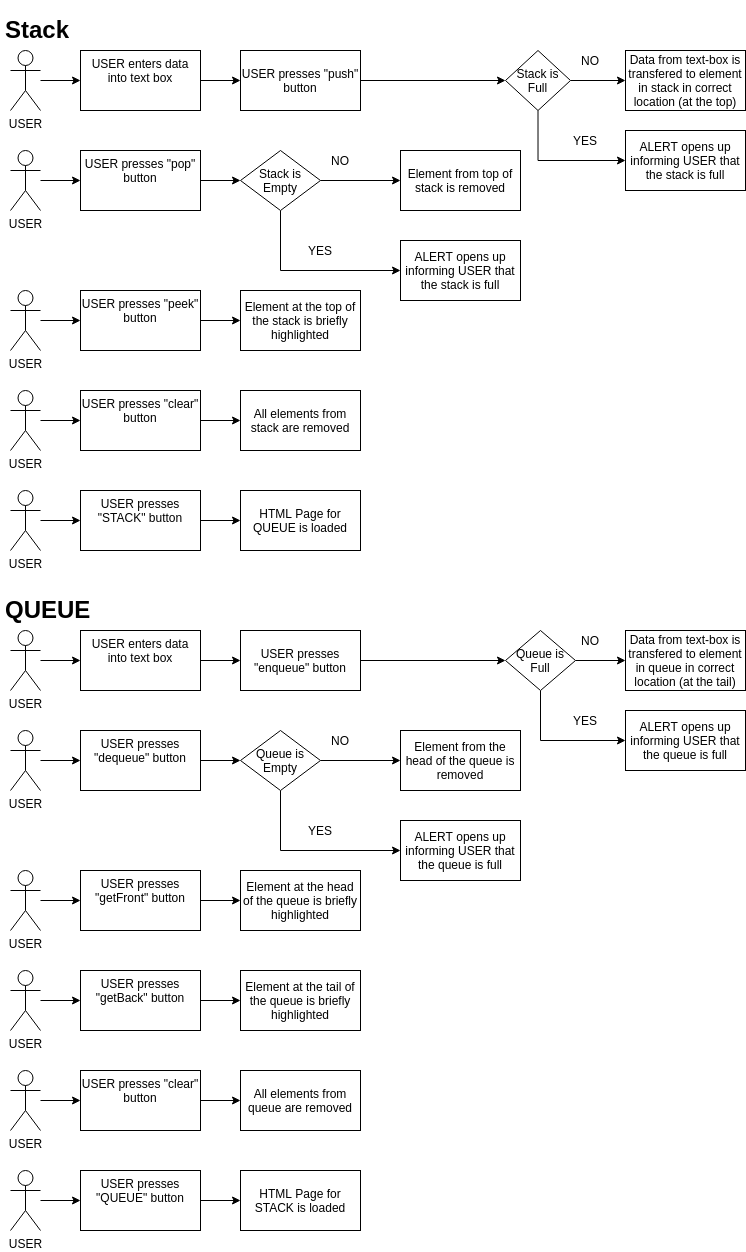 Stack
USER enters data
into text box
USER presses "push"
button
Stack is
Full
NO
Data from text-box is
transfered to element
in stack in correct
location (at the top)
USER
YES
ALERT opens up
informing USER that
the stack is full
USER presses "pop"
button
Stack is
Empty
NO
Element from top of
stack is removed
USER
YES
ALERT opens up
informing USER that
the stack is full
USER presses "peek"
button
Element at the top of
the stack is briefly
highlighted
USER
USER presses "clear"
button
All elements from
stack are removed
USER
USER presses
"STACK" button
HTML Page for
QUEUE is loaded
USER
QUEUE
USER enters data
into text box
USER presses
"enqueue" button
Queue is
Full
NO
Data from text-box is
transfered to element
in queue in correct
location (at the tail)
USER
YES
ALERT opens up
informing USER that
the queue is full
USER presses
"dequeue" button
Queue is
Empty
NO
Element from the
head of the queue is
removed
USER
YES
ALERT opens up
informing USER that
the queue is full
USER presses
"getFront" button
Element at the head
of the queue is briefly
highlighted
USER
USER presses
"getBack" button
Element at the tail of
the queue is briefly
highlighted
USER
USER presses "clear"
button
All elements from
queue are removed
USER
USER presses
"QUEUE" button
HTML Page for
STACK is loaded
USER